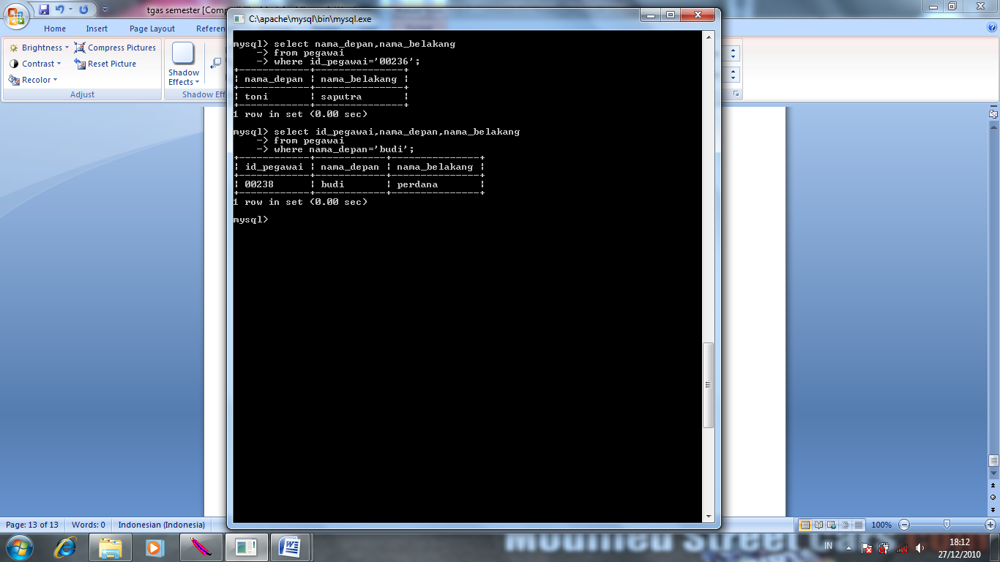 tgas semester [Comp
C:\apache\mysql\bin\mysql.exe
Home Insert Page Layout Referen
Brightness Compress Pictures
Contrast Reset Picture
Recolor
Shadow
Effects
Adjust Shadow Eff
mysql> select nama_depan,nama_belakang
-> from pegawai
-> where id_pegawai='00236';
+------------+---------------+
| nama_depan | nama_belakang |
+------------+---------------+
| toni | saputra |
+------------+---------------+
1 row in set (0.00 sec)
mysql> select id_pegawai,nama_depan,nama_belakang
-> from pegawai
-> where nama_depan='budi';
+------------+------------+---------------+
| id_pegawai | nama_depan | nama_belakang |
+------------+------------+---------------+
| 00238 | budi | perdana |
+------------+------------+---------------+
1 row in set (0.00 sec)
mysql>
Page: 13 of 13 Words: 0 Indonesian (Indonesia) 100%
Street Cars
IN 18:12
27/12/2010